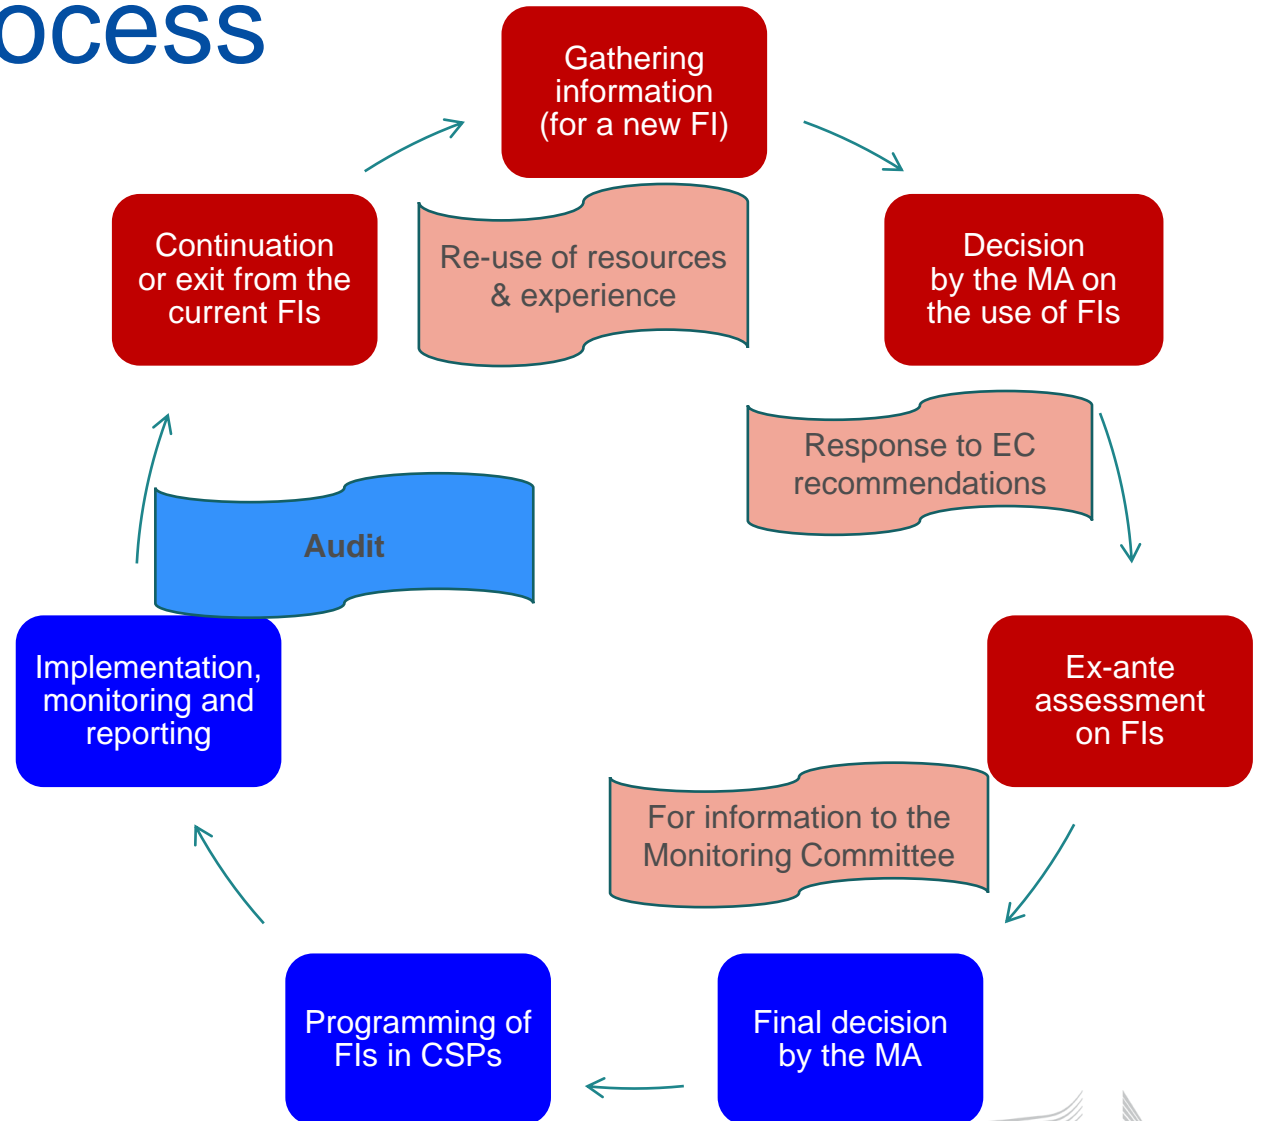 ocess
Gathering
information
(for a new FI)
Continuation
or exit from the
current FIs
Re-use of resources
& experience
Decision
by the MA on
the use of FIs
Response to EC
recommendations
Audit
Implementation,
monitoring and
reporting
Ex-ante
assessment
on FIs
For information to the
Monitoring Committee
Programming of
FIs in CSPs
Final decision
by the MA